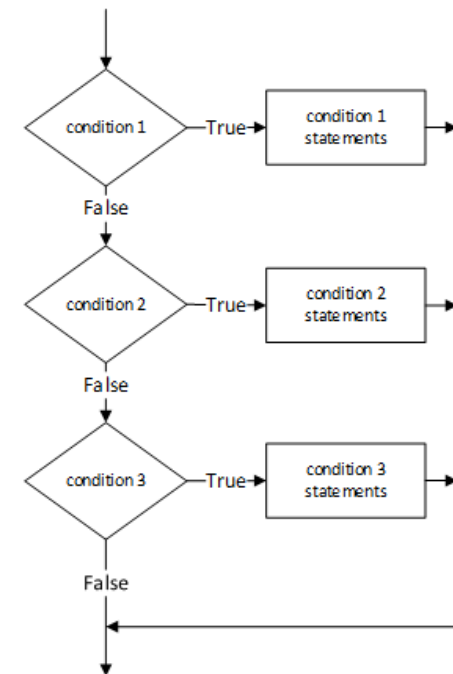 condition 1
True
condition 1
statements
False
condition 2
True
condition 2
statements
False
condition 3
True
condition 3
statements
False